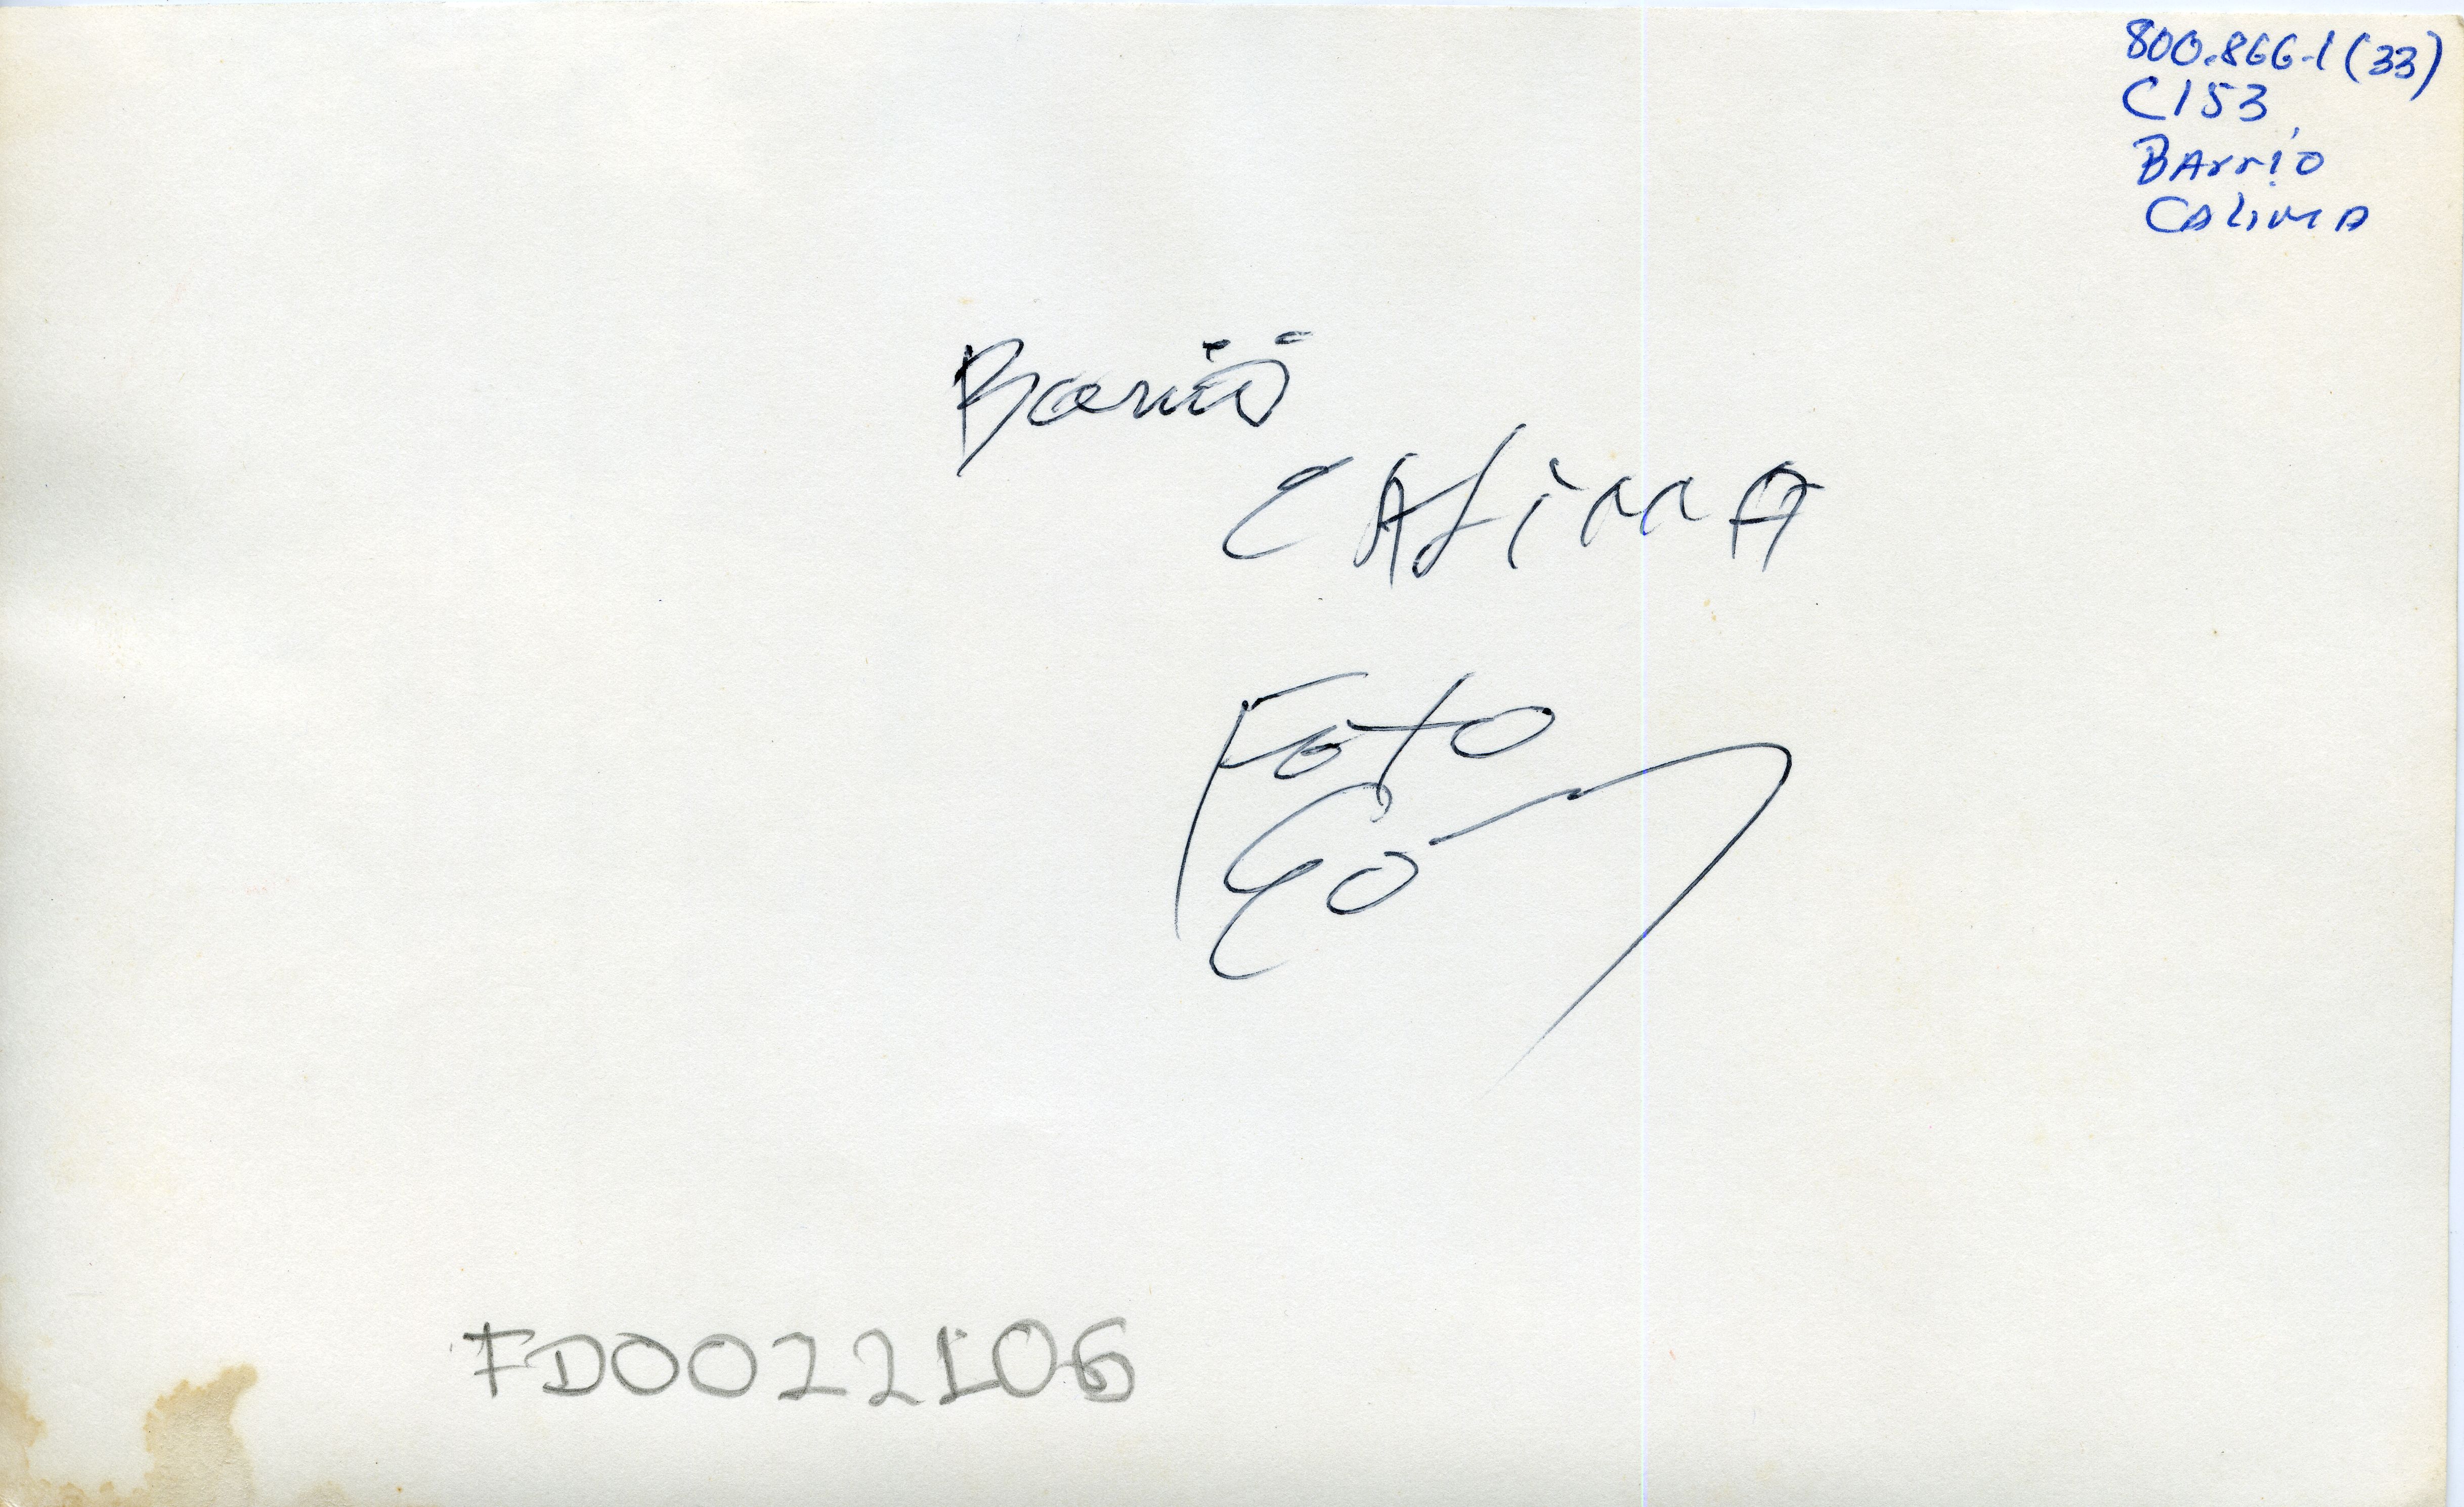 800.866-1 (33)
C153
BArrio
CALIMA
Barrio
CALimA
Foto
FD0022106